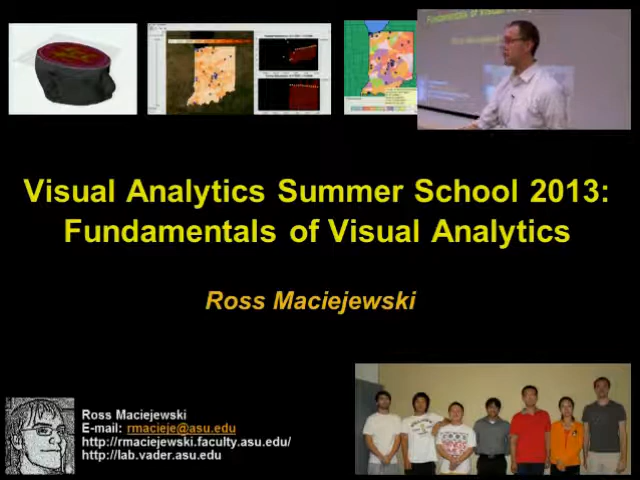 Visual Analytics Summer School 2013:
Fundamentals of Visual Analytics
Ross Maciejewski
Ross Maciejewski
E-mail: rmacieje@asu.edu
http://rmaciejewski.faculty.asu.edu/
http://lab.vader.asu.edu